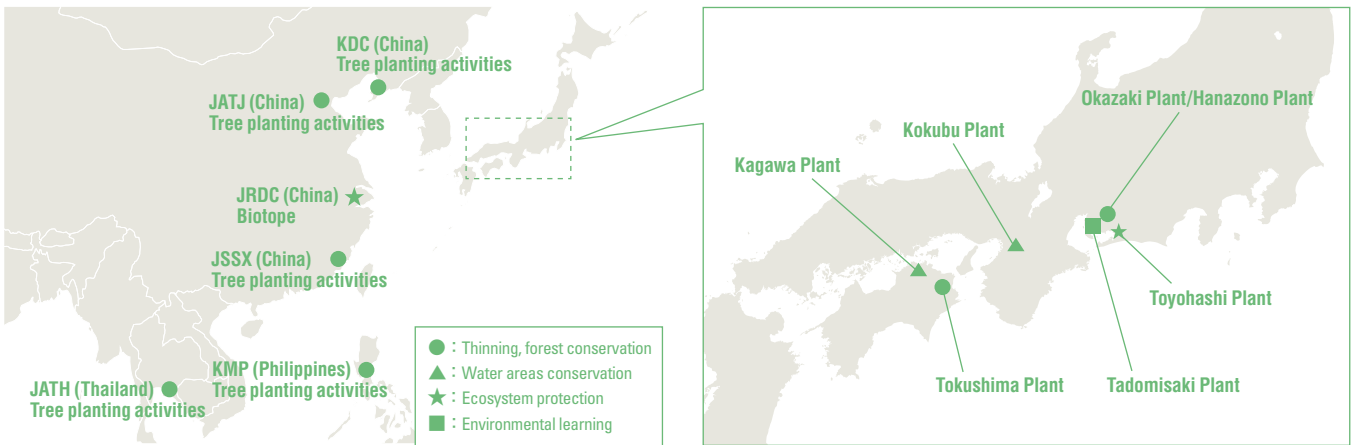 KDC (China)
Tree planting activities
JATJ (China)
Tree planting activities
JRDC (China)
Biotope
JSSX (China)
Tree planting activities
KMP (Philippines)
Tree planting activities
JATH (Thailand)
Tree planting activities
: Thinning, forest conservation
: Water areas conservation
: Ecosystem protection
: Environmental learning
Okazaki Plant/Hanazono Plant
Kokubu Plant
Kagawa Plant
Toyohashi Plant
Tokushima Plant
Tadomisaki Plant